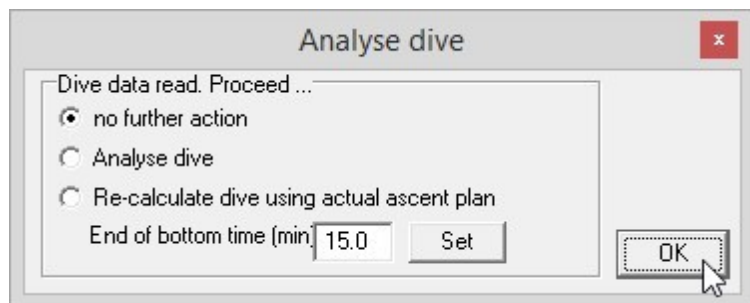 Analyse dive
x
Dive data read. Proceed ...
no further action
Analyse dive
Re-calculate dive using actual ascent plan
End of bottom time (min) 15.0 Set
OK